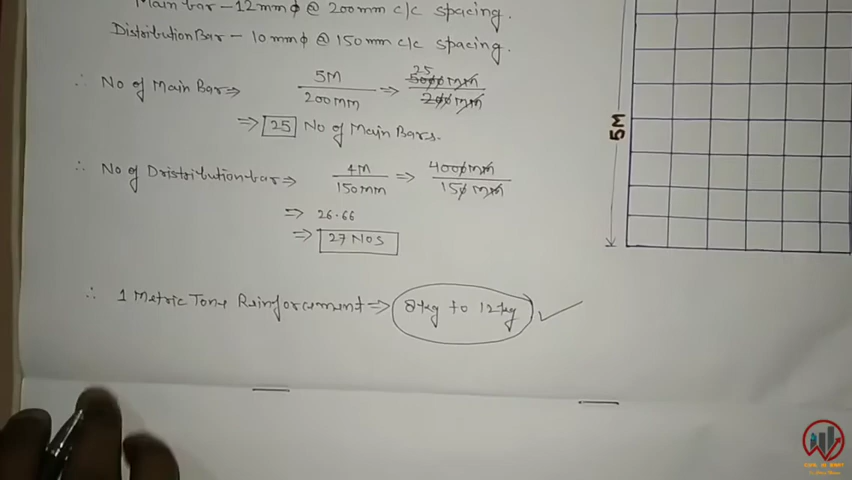 Main bar - 12mmϕ @ 200mm c/c spacing.
Distribution Bar - 10mmϕ @ 150mm c/c spacing.
∴ No of Main Bar ⇒ 5M / 200mm ⇒ 25 5000mm / 200mm
⇒ 25 No of Main Bars.
∴ No of Dristribution bar ⇒ 4M / 150mm ⇒ 4000mm / 150mm
⇒ 26.66
⇒ 27 Nos
∴ 1 Metric Tone Reinforcement ⇒ 8kg to 12kg ✓
5M